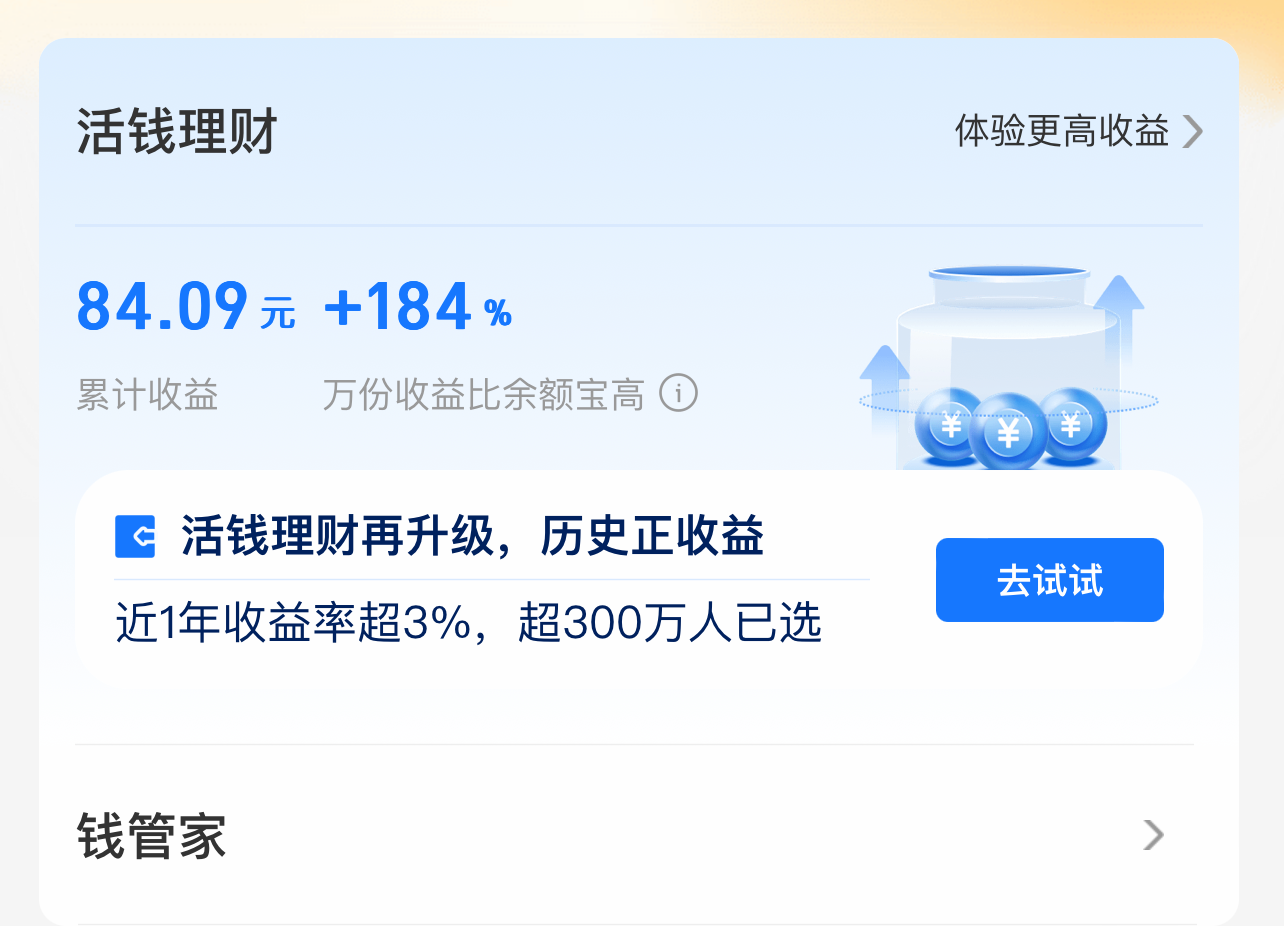 活钱理财
体验更高收益
84.09元 +184%
累计收益 万份收益比余额宝高
¥ ¥ ¥
活钱理财再升级，历史正收益
近1年收益率超3%，超300万人已选
去试试
钱管家